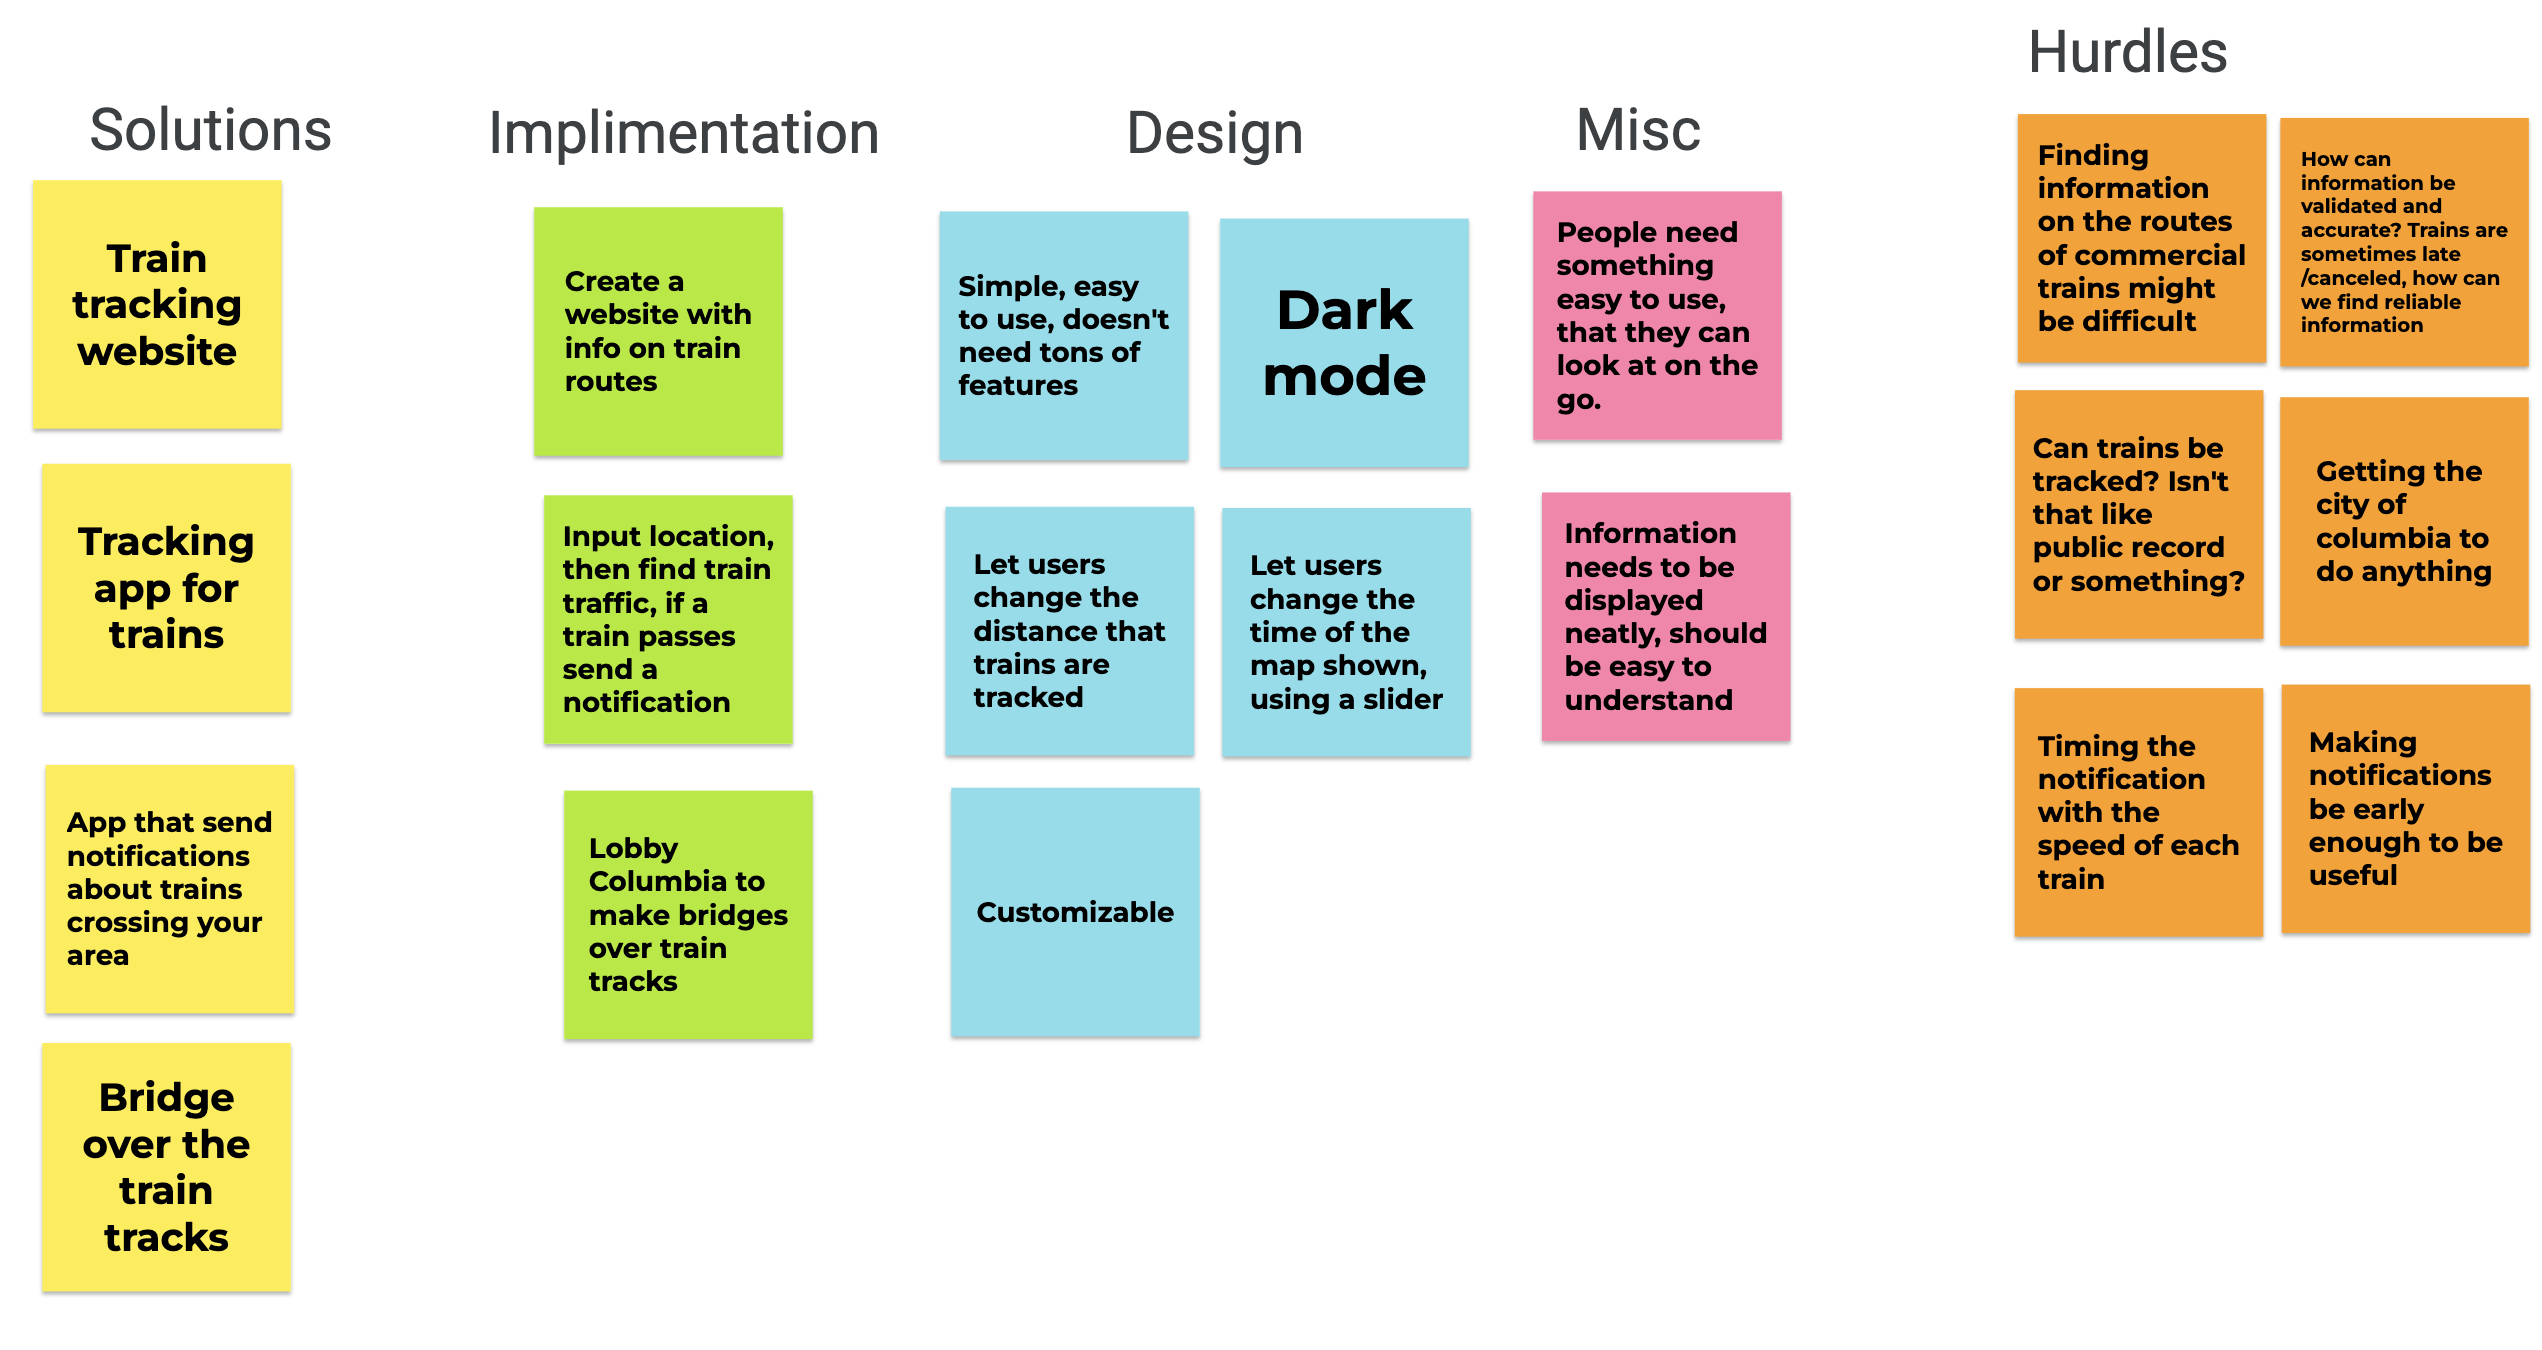 Solutions
Train
tracking
website
Tracking
app for
trains
App that send
notifications
about trains
crossing your
area
Bridge
over the
train
tracks
Implimentation
Create a
website with
info on train
routes
Input location,
then find train
traffic, if a
train passes
send a
notification
Lobby
Columbia to
make bridges
over train
tracks
Design
Simple, easy
to use, doesn't
need tons of
features
Dark
mode
Let users
change the
distance that
trains are
tracked
Let users
change the
time of the
map shown,
using a slider
Customizable
Misc
People need
something
easy to use,
that they can
look at on the
go.
Information
needs to be
displayed
neatly, should
be easy to
understand
Hurdles
Finding
information
on the routes
of commercial
trains might
be difficult
How can
information be
validated and
accurate? Trains are
sometimes late
/canceled, how can
we find reliable
information
Can trains be
tracked? Isn't
that like
public record
or something?
Getting the
city of
columbia to
do anything
Timing the
notification
with the
speed of each
train
Making
notifications
be early
enough to be
useful